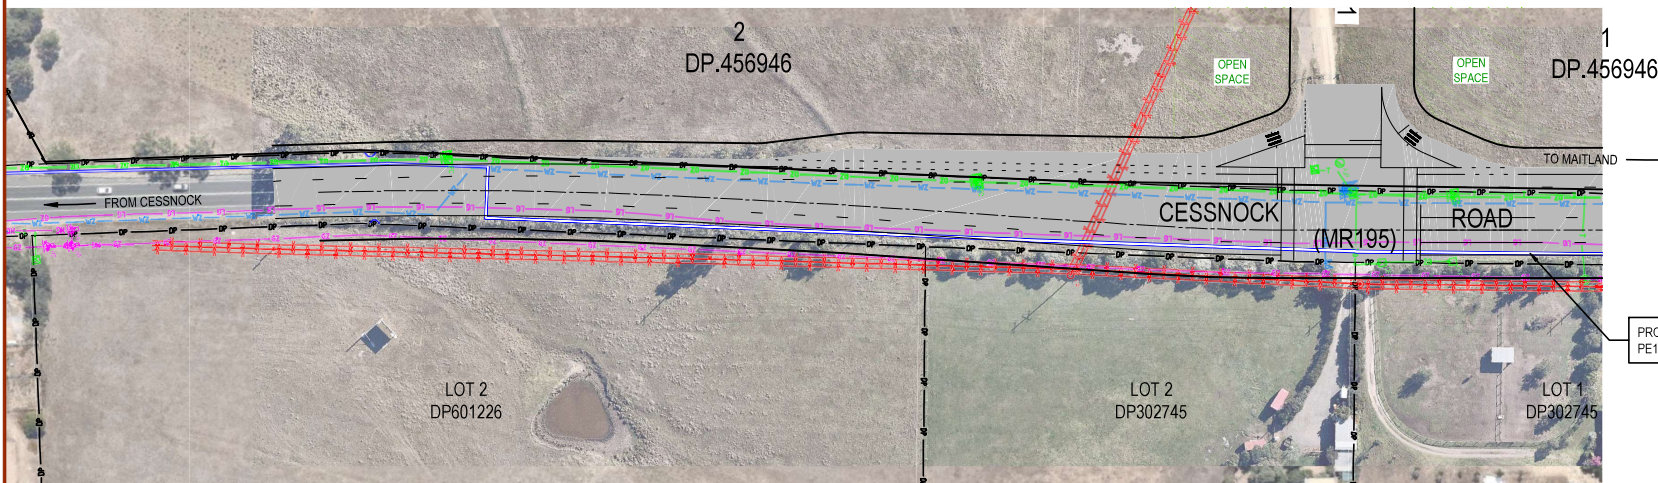 2
DP.456946
1
1
DP.456946
OPEN
SPACE
OPEN
SPACE
TO MAITLAND
FROM CESSNOCK
CESSNOCK ROAD
(MR195)
LOT 2
DP601226
LOT 2
DP302745
LOT 1
DP302745
PRO
PE1